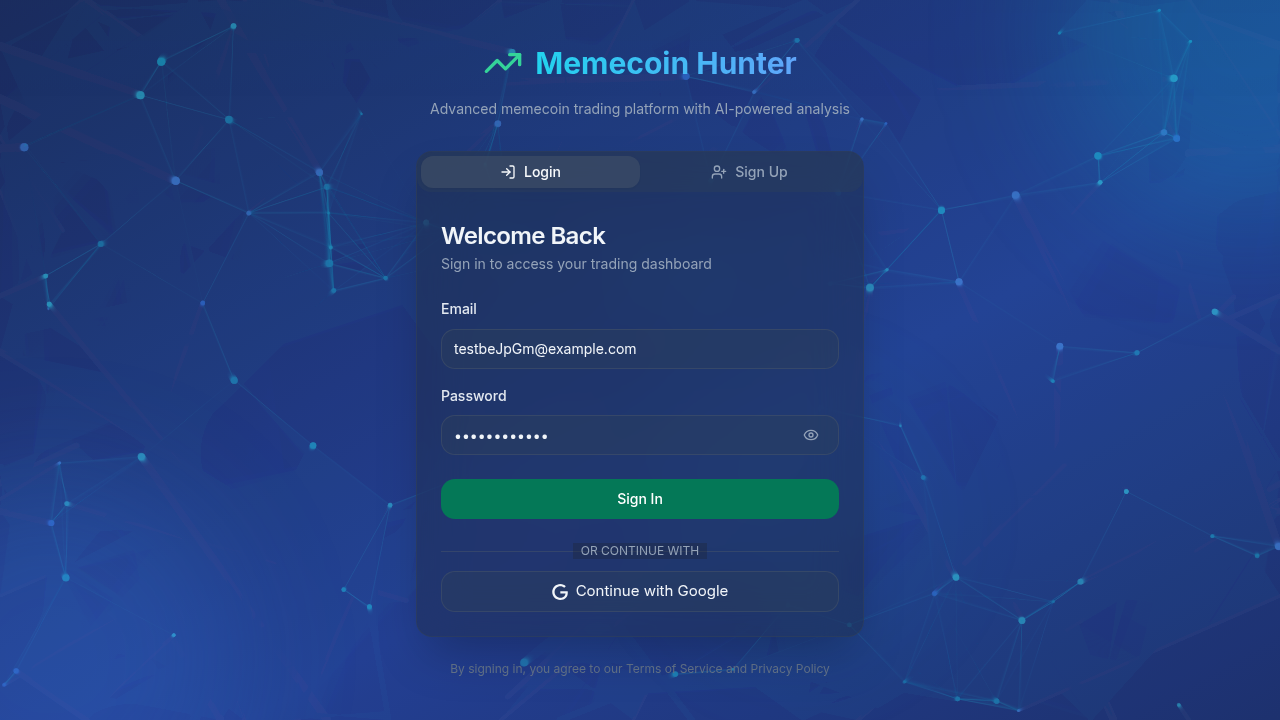 Memecoin Hunter
Advanced memecoin trading platform with AI-powered analysis
Login
Sign Up
Welcome Back
Sign in to access your trading dashboard
Email
testbeJpGm@example.com
Password
••••••••••••
Sign In
OR CONTINUE WITH
Continue with Google
By signing in, you agree to our Terms of Service and Privacy Policy